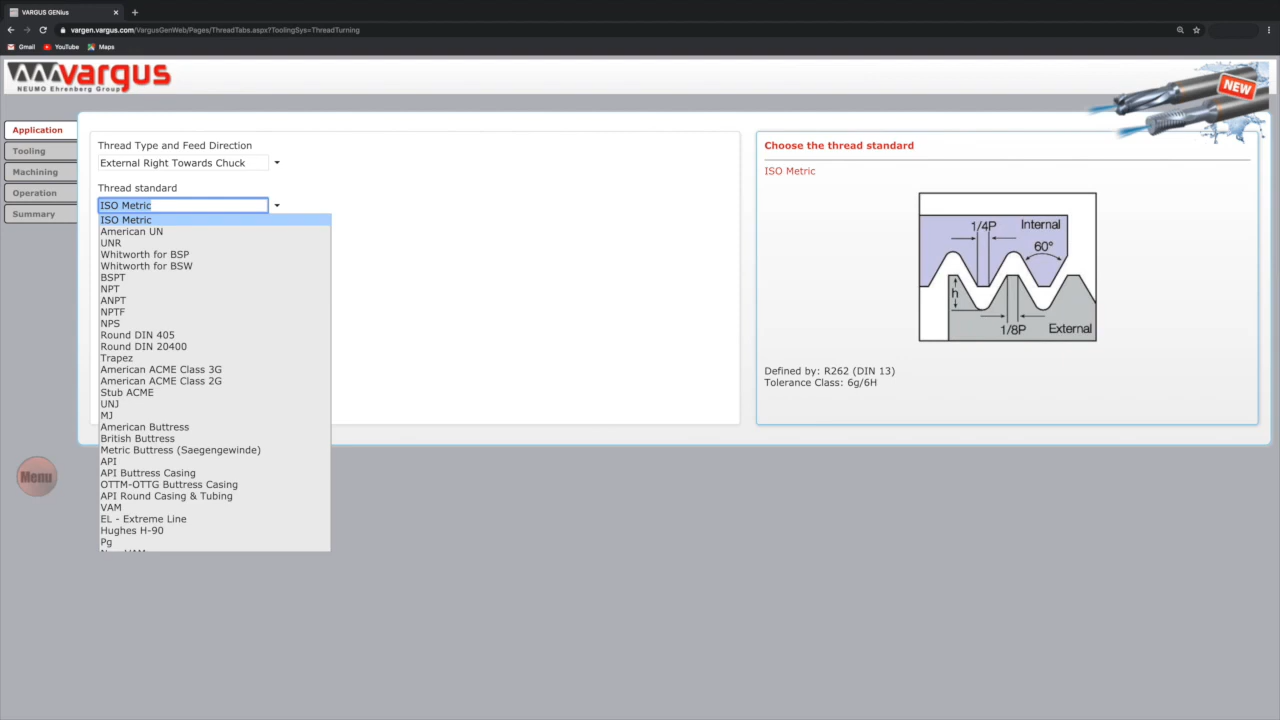 VARGUS GENius
vargen.vargus.com/VargusGenWeb/Pages/ThreadTabs.aspx?ToolingSys=ThreadTurning
Gmail
YouTube
Maps
vargus
NEUMO Ehrenberg Group
NEW
Application
Tooling
Machining
Operation
Summary
Menu
Thread Type and Feed Direction
External Right Towards Chuck
Thread standard
ISO Metric
ISO Metric
American UN
UNR
Whitworth for BSP
Whitworth for BSW
BSPT
NPT
ANPT
NPTF
NPS
Round DIN 405
Round DIN 20400
Trapez
American ACME Class 3G
American ACME Class 2G
Stub ACME
UNJ
MJ
American Buttress
British Buttress
Metric Buttress (Saegengewinde)
API
API Buttress Casing
OTTM-OTTG Buttress Casing
API Round Casing & Tubing
VAM
EL - Extreme Line
Hughes H-90
Pg
Choose the thread standard
ISO Metric
1/4P
Internal
60°
h
1/8P
External
Defined by: R262 (DIN 13)
Tolerance Class: 6g/6H